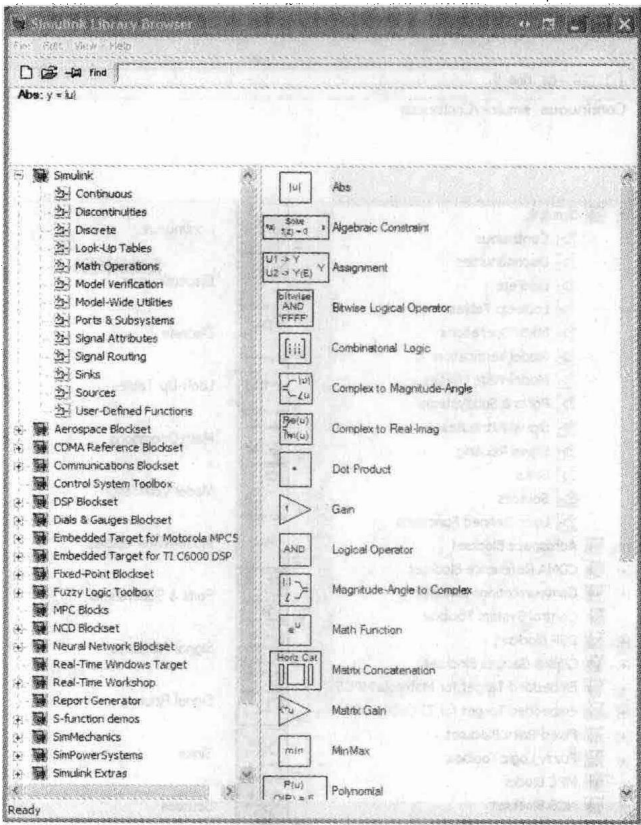 Simulink Library Browser
File Edit View Help
find
Abs: y = |u|
Simulink
Continuous
Discontinuities
Discrete
Look-Up Tables
Math Operations
Model Verification
Model-Wide Utilities
Ports & Subsystems
Signal Attributes
Signal Routing
Sinks
Sources
User-Defined Functions
Aerospace Blockset
CDMA Reference Blockset
Communications Blockset
Control System Toolbox
DSP Blockset
Dials & Gauges Blockset
Embedded Target for Motorola MPC5
Embedded Target for TI C6000 DSP
Fixed-Point Blockset
Fuzzy Logic Toolbox
MPC Blocks
NCD Blockset
Neural Network Blockset
Real-Time Windows Target
Real-Time Workshop
Report Generator
S-function demos
SimMechanics
SimPowerSystems
Simulink Extras
|u| Abs
Solve
f(z) = 0
Algebraic Constraint
U1 -> Y
U2 -> Y(E) Y
Assignment
bitwise
AND
'FFFF'
Bitwise Logical Operator
Combinatorial Logic
|u|
∠u
Complex to Magnitude-Angle
Re(u)
Im(u)
Complex to Real-Imag
Dot Product
1 Gain
AND Logical Operator
Magnitude-Angle to Complex
e^u Math Function
Horiz Cat
Matrix Concatenation
Matrix Gain
min MinMax
P(u)
O(P) = 5
Polynomial
Ready